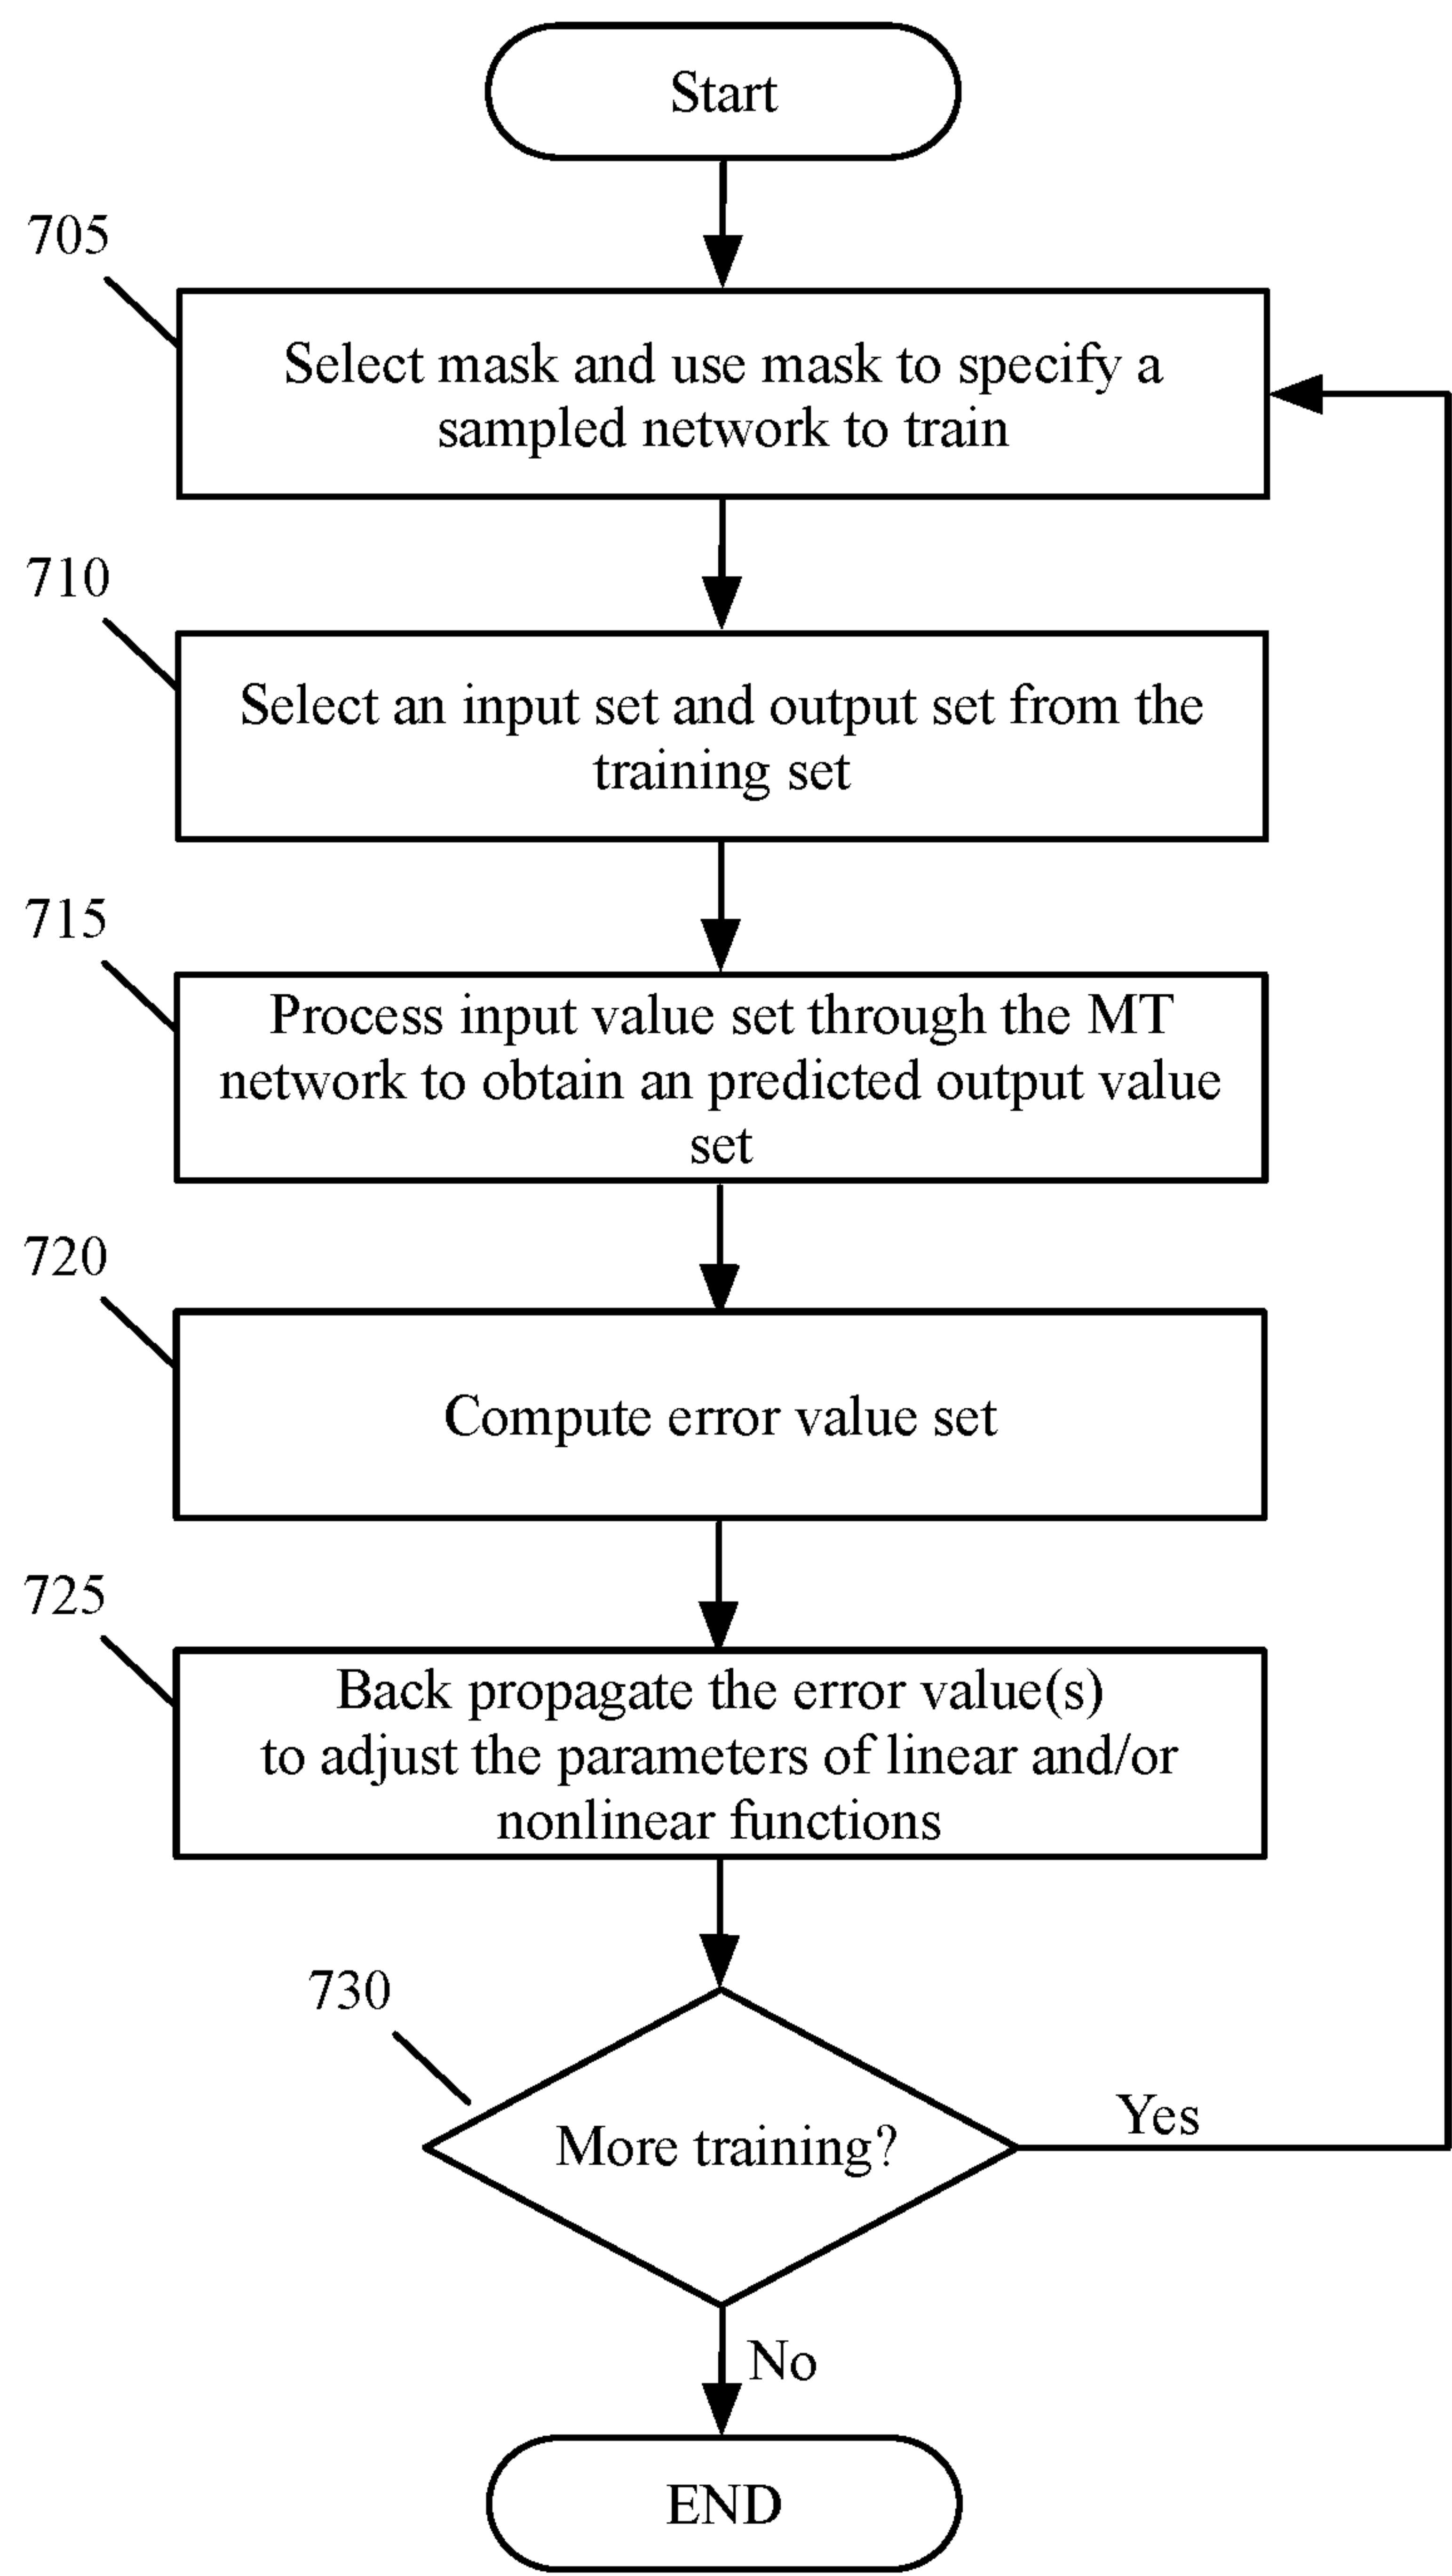 Start
705
Select mask and use mask to specify a
sampled network to train
710
Select an input set and output set from the
training set
715
Process input value set through the MT
network to obtain an predicted output value
set
720
Compute error value set
725
Back propagate the error value(s)
to adjust the parameters of linear and/or
nonlinear functions
730
More training?
Yes
No
END